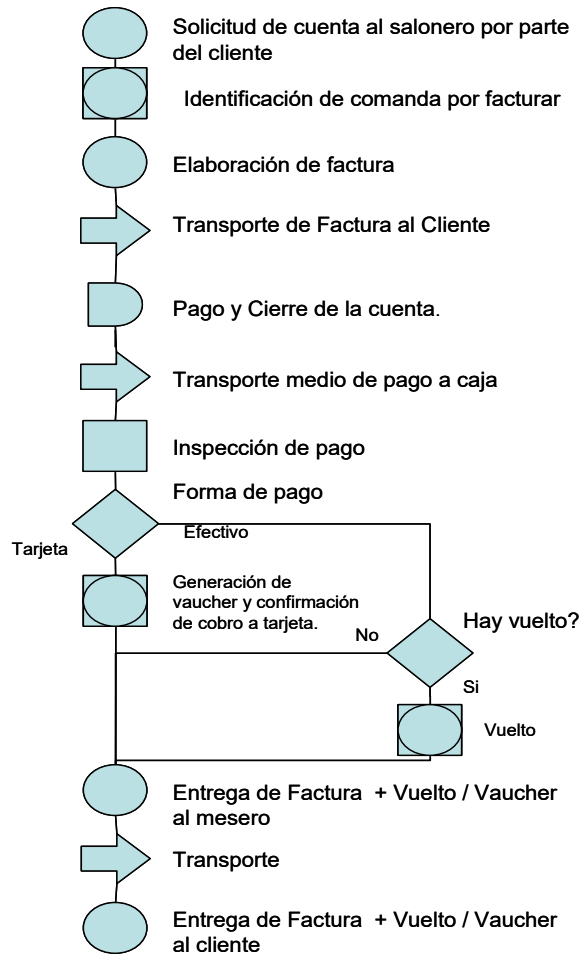 Solicitud de cuenta al salonero por parte
del cliente
Identificación de comanda por facturar
Elaboración de factura
Transporte de Factura al Cliente
Pago y Cierre de la cuenta.
Transporte medio de pago a caja
Inspección de pago
Forma de pago
Efectivo
Tarjeta
Generación de
vaucher y confirmación
de cobro a tarjeta.
Hay vuelto?
No
Si
Vuelto
Entrega de Factura + Vuelto / Vaucher
al mesero
Transporte
Entrega de Factura + Vuelto / Vaucher
al cliente